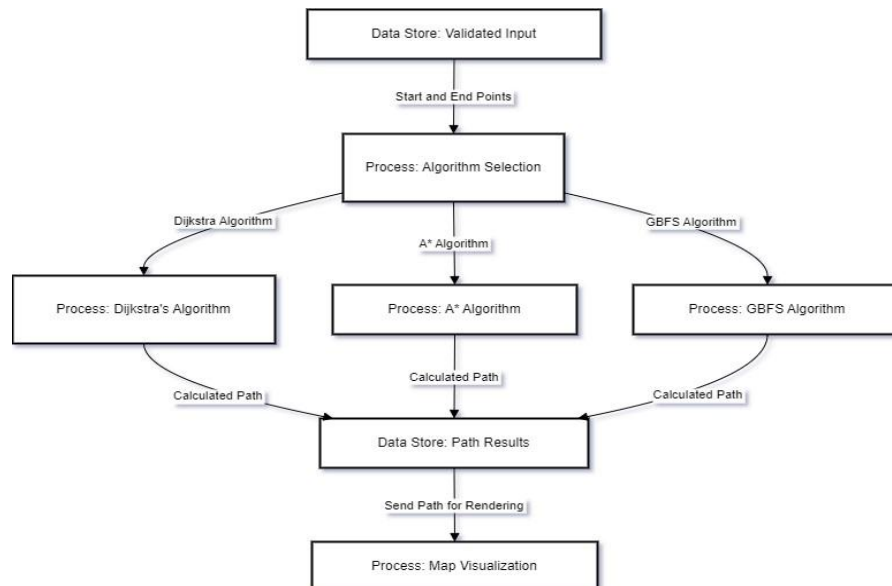 Data Store: Validated Input
Start and End Points
Process: Algorithm Selection
Dijkstra Algorithm
A* Algorithm
GBFS Algorithm
Process: Dijkstra's Algorithm
Process: A* Algorithm
Process: GBFS Algorithm
Calculated Path
Calculated Path
Calculated Path
Data Store: Path Results
Send Path for Rendering
Process: Map Visualization